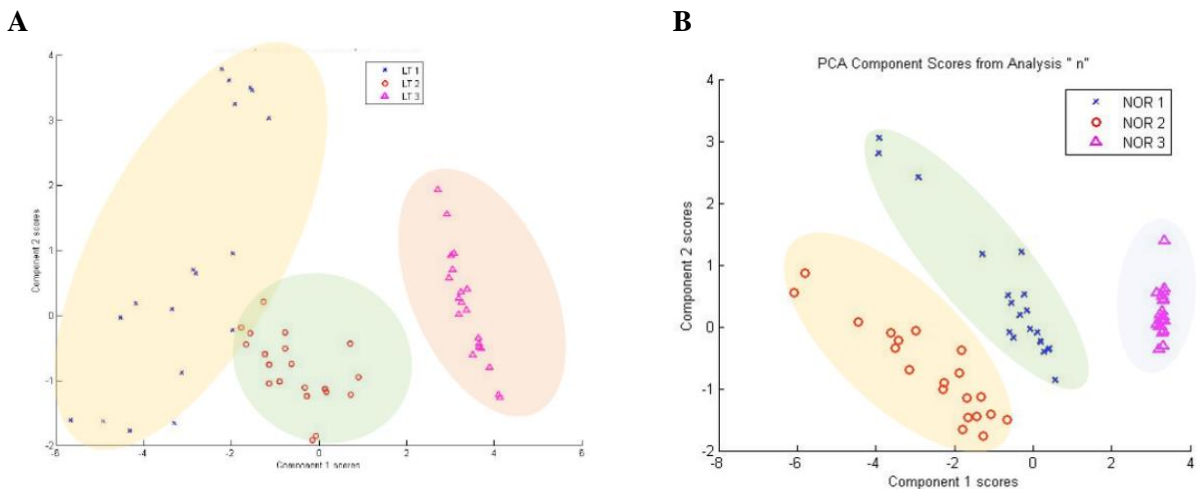 A
B
4
3
2
1
0
-1
-2
-6
-4
-2
0
2
4
6
Component 2 scores
Component 1 scores
LT 1
LT 2
LT 3
PCA Component Scores from Analysis " n"
4
3
2
1
0
-1
-2
-8
-6
-4
-2
0
2
4
Component 2 scores
Component 1 scores
NOR 1
NOR 2
NOR 3